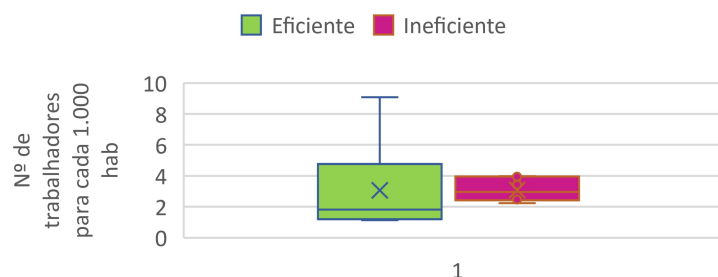 Eficiente Ineficiente
Nº de
trabalhadores
para cada 1.000
hab
10
8
6
4
2
0
1